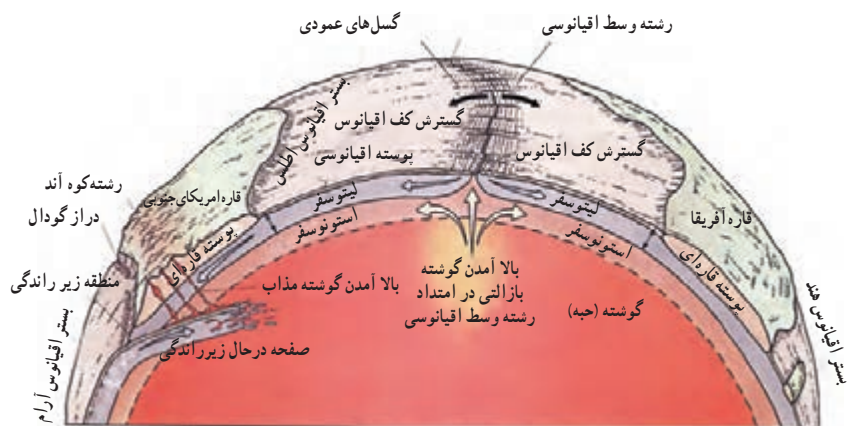 رشته وسط اقیانوسی
گسل‌های عمودی
بستر اقیانوس اطلس
گسترش کف اقیانوس
پوسته اقیانوسی
گسترش کف اقیانوس
رشته‌کوه آند
دراز گودال
قاره امریکای جنوبی
قاره آفریقا
لیتوسفر
لیتوسفر
استونوسفر
استونوسفر
پوسته قاره‌ای
پوسته قاره‌ای
منطقه زیر راندگی
بالا آمدن گوشته مذاب
بالا آمدن گوشته
بازالتی در امتداد
رشته وسط اقیانوسی
گوشته (حبه)
صفحه درحال زیرراندگی
بستر اقیانوس آرام
بستر اقیانوس هند